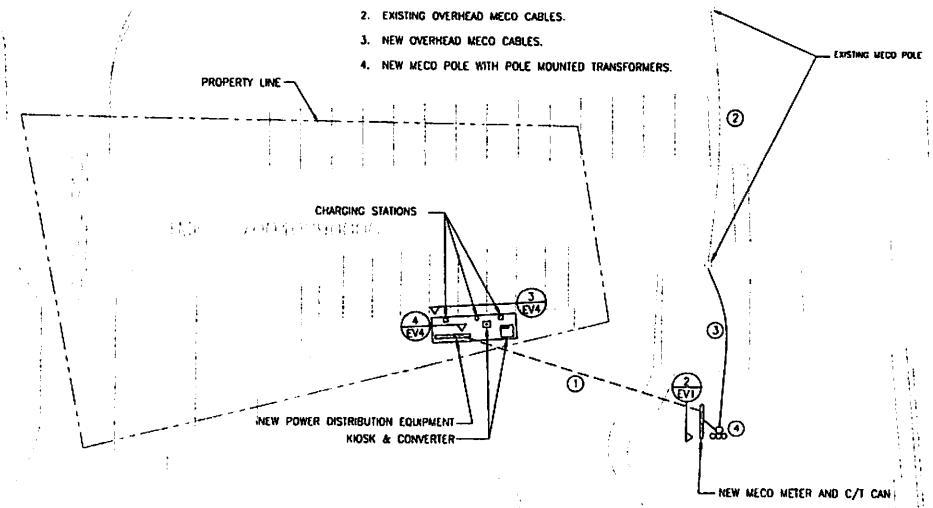 2. EXISTING OVERHEAD MECO CABLES.
3. NEW OVERHEAD MECO CABLES.
4. NEW MECO POLE WITH POLE MOUNTED TRANSFORMERS.
EXISTING MECO POLE
PROPERTY LINE
2
CHARGING STATIONS
3
EV4
4
EV4
3
1
2
EV1
NEW POWER DISTRIBUTION EQUIPMENT
KIOSK & CONVERTER
4
NEW MECO METER AND C/T CAN